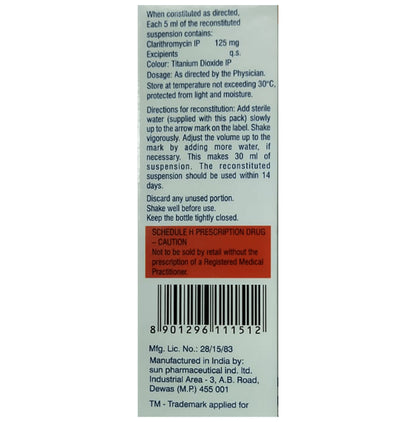 When constituted as directed,
Each 5 ml of the reconstituted
suspension contains:
Clarithromycin IP 125 mg
Excipients q.s.
Colour: Titanium Dioxide IP
Dosage: As directed by the Physician.
Store at temperature not exceeding 30°C,
protected from light and moisture.
Directions for reconstitution: Add sterile
water (supplied with this pack) slowly
up to the arrow mark on the label. Shake
vigorously. Adjust the volume up to the
mark by adding more water, if
necessary. This makes 30 ml of
suspension. The reconstituted
suspension should be used within 14
days.
Discard any unused portion.
Shake well before use.
Keep the bottle tightly closed.
SCHEDULE H PRESCRIPTION DRUG
– CAUTION
Not to be sold by retail without the
prescription of a Registered Medical
Practitioner.
8 901296 111512
Mfg. Lic. No.: 28/15/83
Manufactured in India by:
sun pharmaceutical ind. ltd.
Industrial Area - 3, A.B. Road,
Dewas (M.P.) 455 001
TM - Trademark applied for